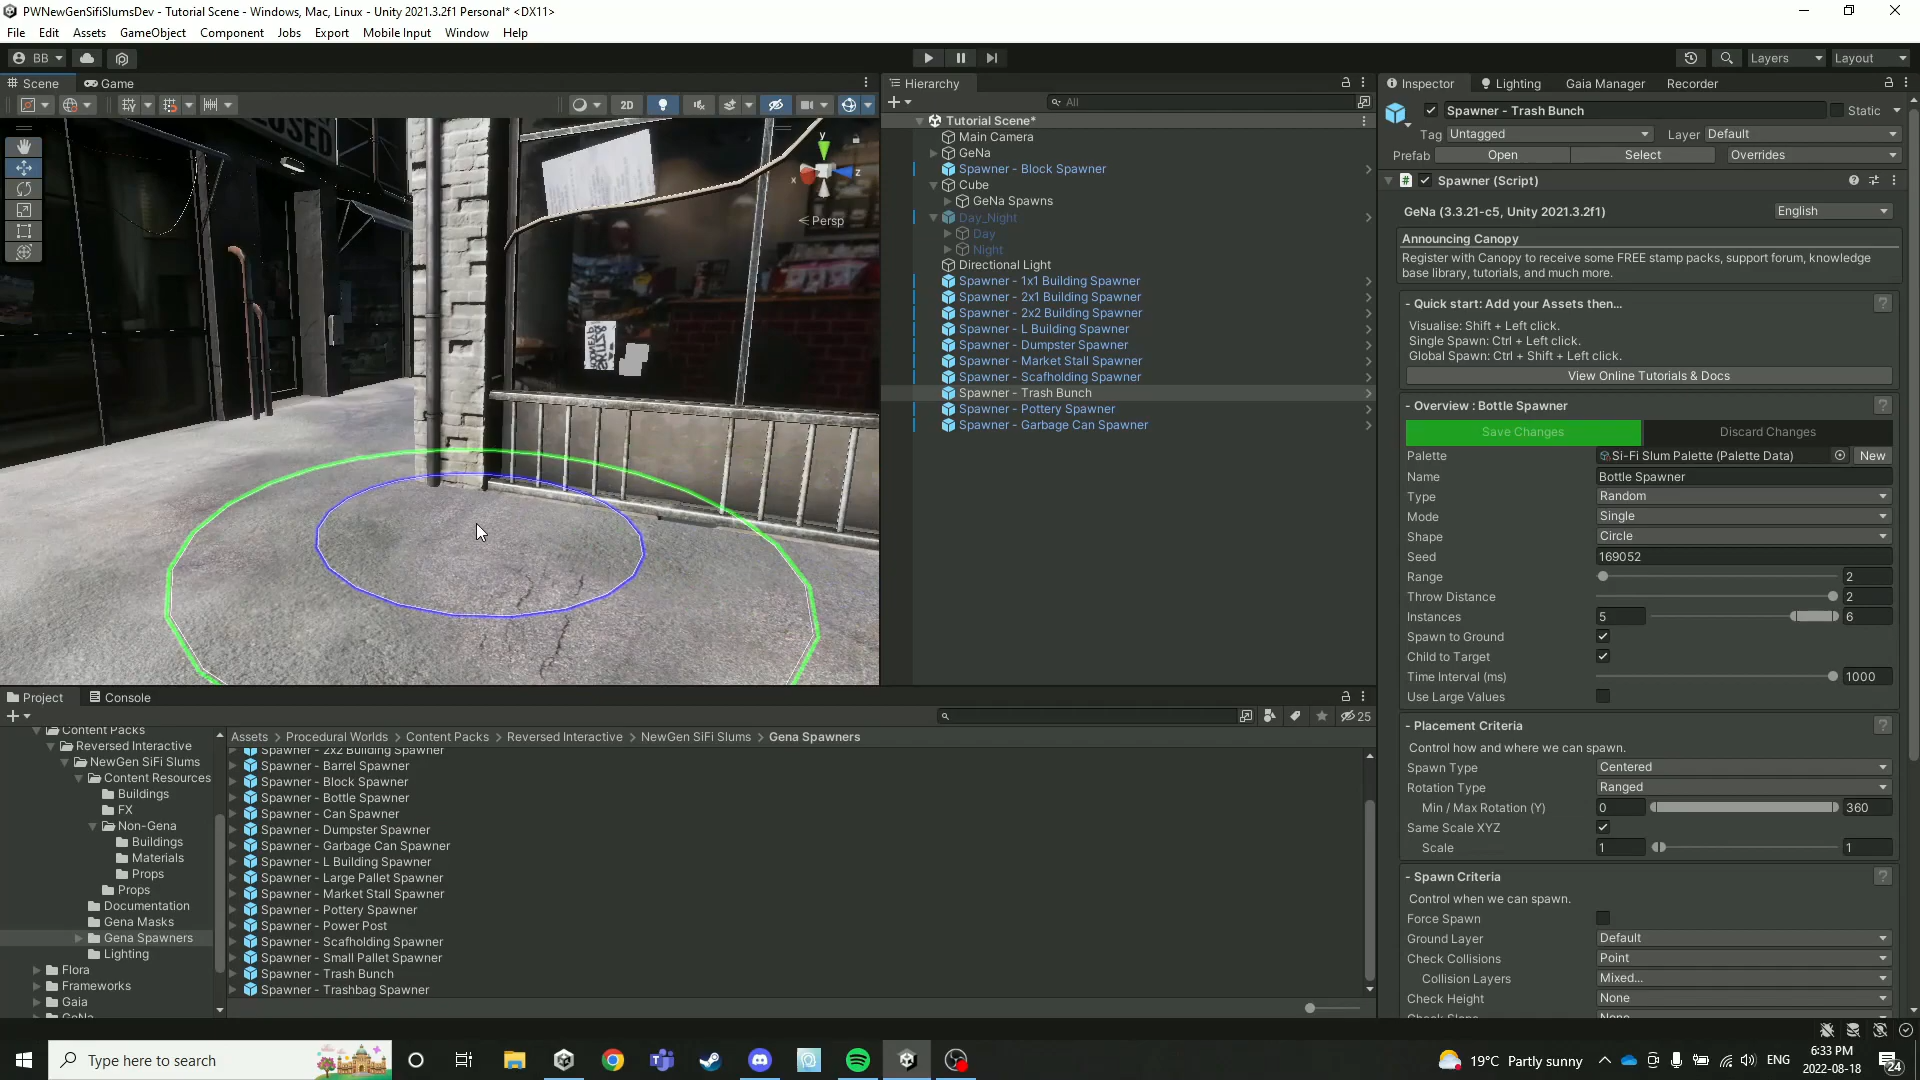 PWNewGenSifiSlumsDev - Tutorial Scene - Windows, Mac, Linux - Unity 2021.3.2f1 Personal* <DX11>
File Edit Assets GameObject Component Jobs Export Mobile Input Window Help
BB Layers Layout
Scene Game
2D
OSED
y
x z
Persp
Hierarchy
All
Tutorial Scene*
Main Camera
GeNa
Spawner - Block Spawner
Cube
GeNa Spawns
Day_Night
Day
Night
Directional Light
Spawner - 1x1 Building Spawner
Spawner - 2x1 Building Spawner
Spawner - 2x2 Building Spawner
Spawner - L Building Spawner
Spawner - Dumpster Spawner
Spawner - Market Stall Spawner
Spawner - Scafholding Spawner
Spawner - Trash Bunch
Spawner - Pottery Spawner
Spawner - Garbage Can Spawner
Inspector Lighting Gaia Manager Recorder
Spawner - Trash Bunch Static
Tag Untagged Layer Default
Prefab Open Select Overrides
Spawner (Script)
GeNa (3.3.21-c5, Unity 2021.3.2f1) English
Announcing Canopy
Register with Canopy to receive some FREE stamp packs, support forum, knowledge
base library, tutorials, and much more.
- Quick start: Add your Assets then... ?
Visualise: Shift + Left click.
Single Spawn: Ctrl + Left click.
Global Spawn: Ctrl + Shift + Left click.
View Online Tutorials & Docs
- Overview : Bottle Spawner ?
Save Changes Discard Changes
Palette Si-Fi Slum Palette (Palette Data) New
Name Bottle Spawner
Type Random
Mode Single
Shape Circle
Seed 169052
Range 2
Throw Distance 2
Instances 5 6
Spawn to Ground
Child to Target
Time Interval (ms) 1000
Use Large Values
- Placement Criteria ?
Control how and where we can spawn.
Spawn Type Centered
Rotation Type Ranged
Min / Max Rotation (Y) 0 360
Same Scale XYZ
Scale 1 1
- Spawn Criteria ?
Control when we can spawn.
Force Spawn
Ground Layer Default
Check Collisions Point
Collision Layers Mixed...
Check Height None
Project Console
25
Content Packs
Reversed Interactive
NewGen SiFi Slums
Content Resources
Buildings
FX
Non-Gena
Buildings
Materials
Props
Props
Documentation
Gena Masks
Gena Spawners
Lighting
Flora
Frameworks
Gaia
GeNa
Assets > Procedural Worlds > Content Packs > Reversed Interactive > NewGen SiFi Slums > Gena Spawners
Spawner - 2x2 Building Spawner
Spawner - Barrel Spawner
Spawner - Block Spawner
Spawner - Bottle Spawner
Spawner - Can Spawner
Spawner - Dumpster Spawner
Spawner - Garbage Can Spawner
Spawner - L Building Spawner
Spawner - Large Pallet Spawner
Spawner - Market Stall Spawner
Spawner - Pottery Spawner
Spawner - Power Post
Spawner - Scafholding Spawner
Spawner - Small Pallet Spawner
Spawner - Trash Bunch
Spawner - Trashbag Spawner
Type here to search
19°C Partly sunny ENG 6:33 PM
2022-08-18 24